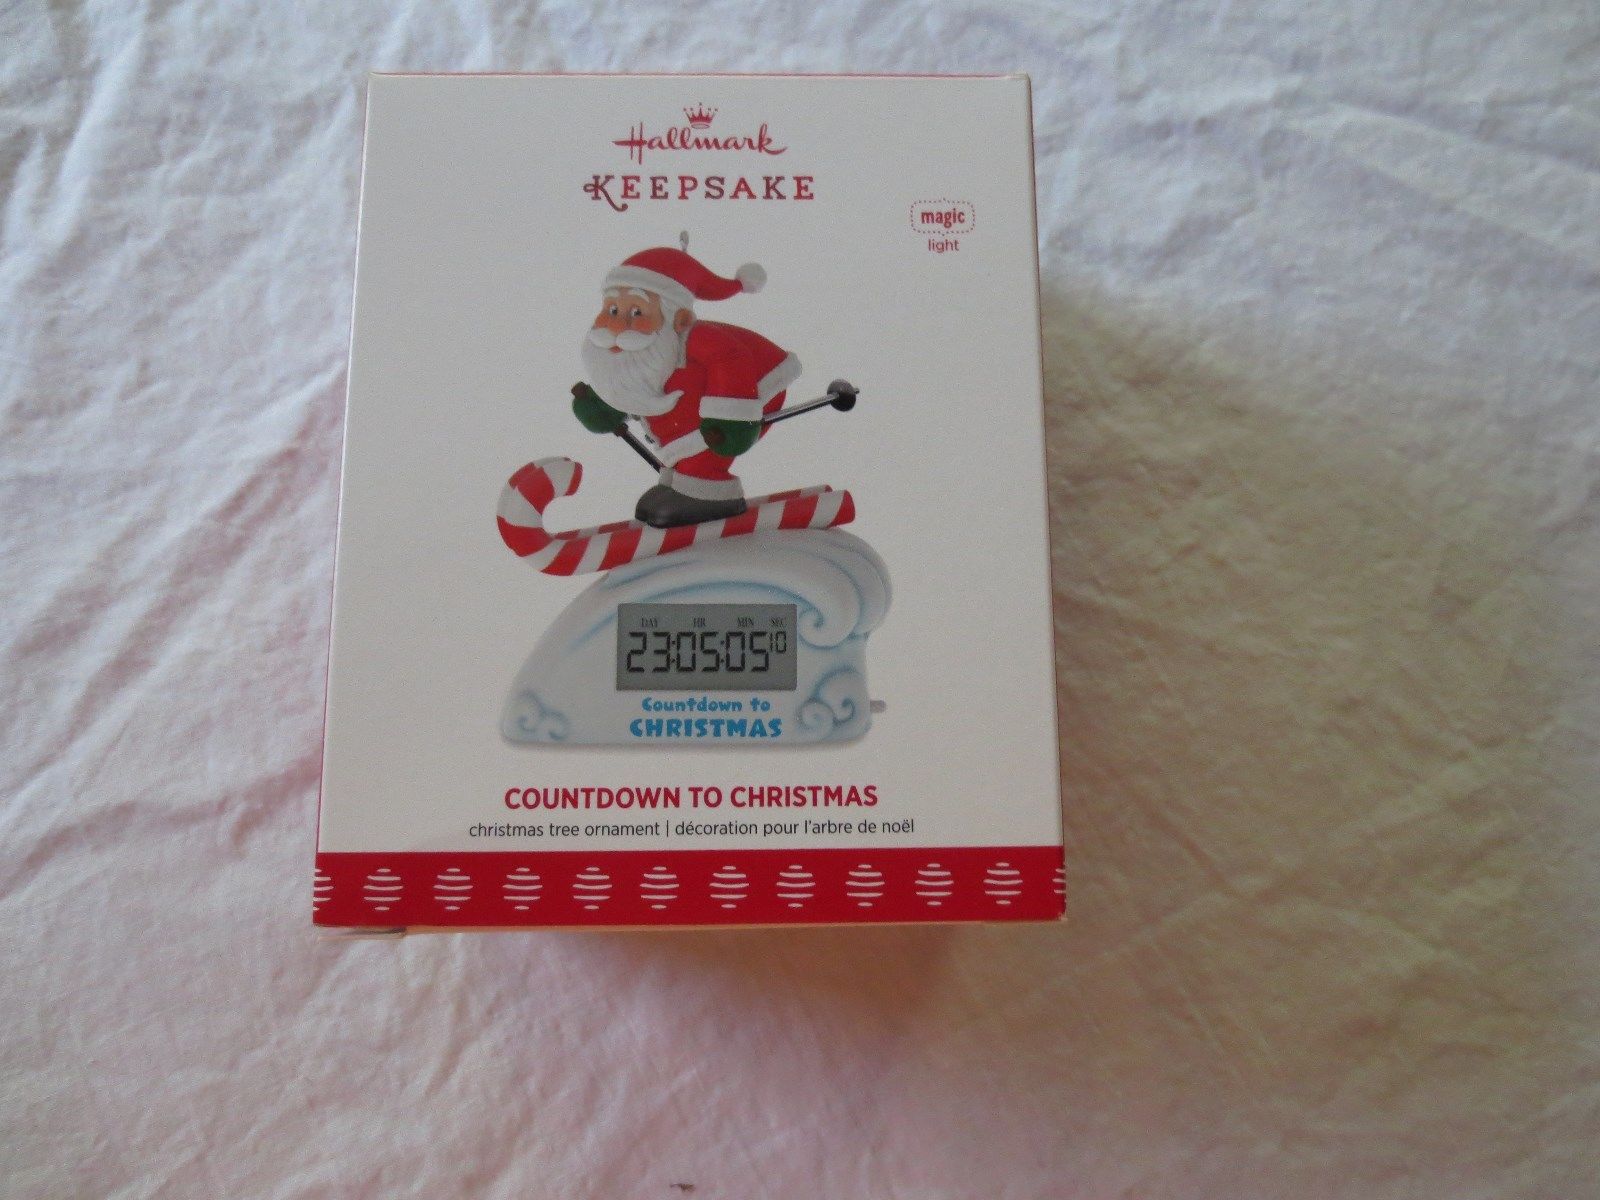 Hallmark
KEEPSAKE
magic
light
DAY HR MIN SEC
23:05:05 10
Countdown to
CHRISTMAS
COUNTDOWN TO CHRISTMAS
christmas tree ornament | décoration pour l'arbre de noël